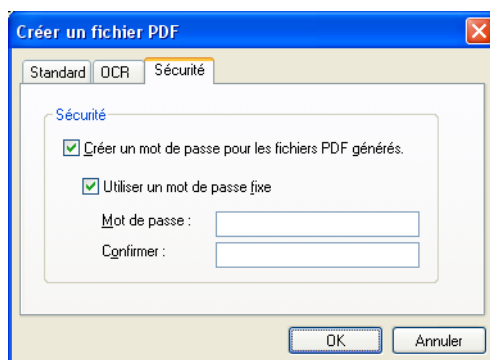 Créer un fichier PDF
Standard OCR Sécurité
Sécurité
Créer un mot de passe pour les fichiers PDF générés.
Utiliser un mot de passe fixe
Mot de passe :
Confirmer :
OK Annuler